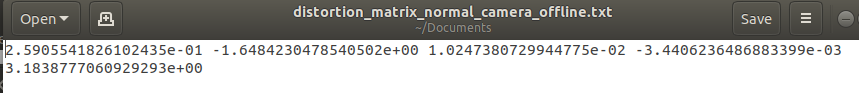 Open
distortion_matrix_normal_camera_offline.txt
~/Documents
Save
2.5905541826102435e-01 -1.6484230478540502e+00 1.0247380729944775e-02 -3.4406236486883399e-03
3.1838777060929293e+00